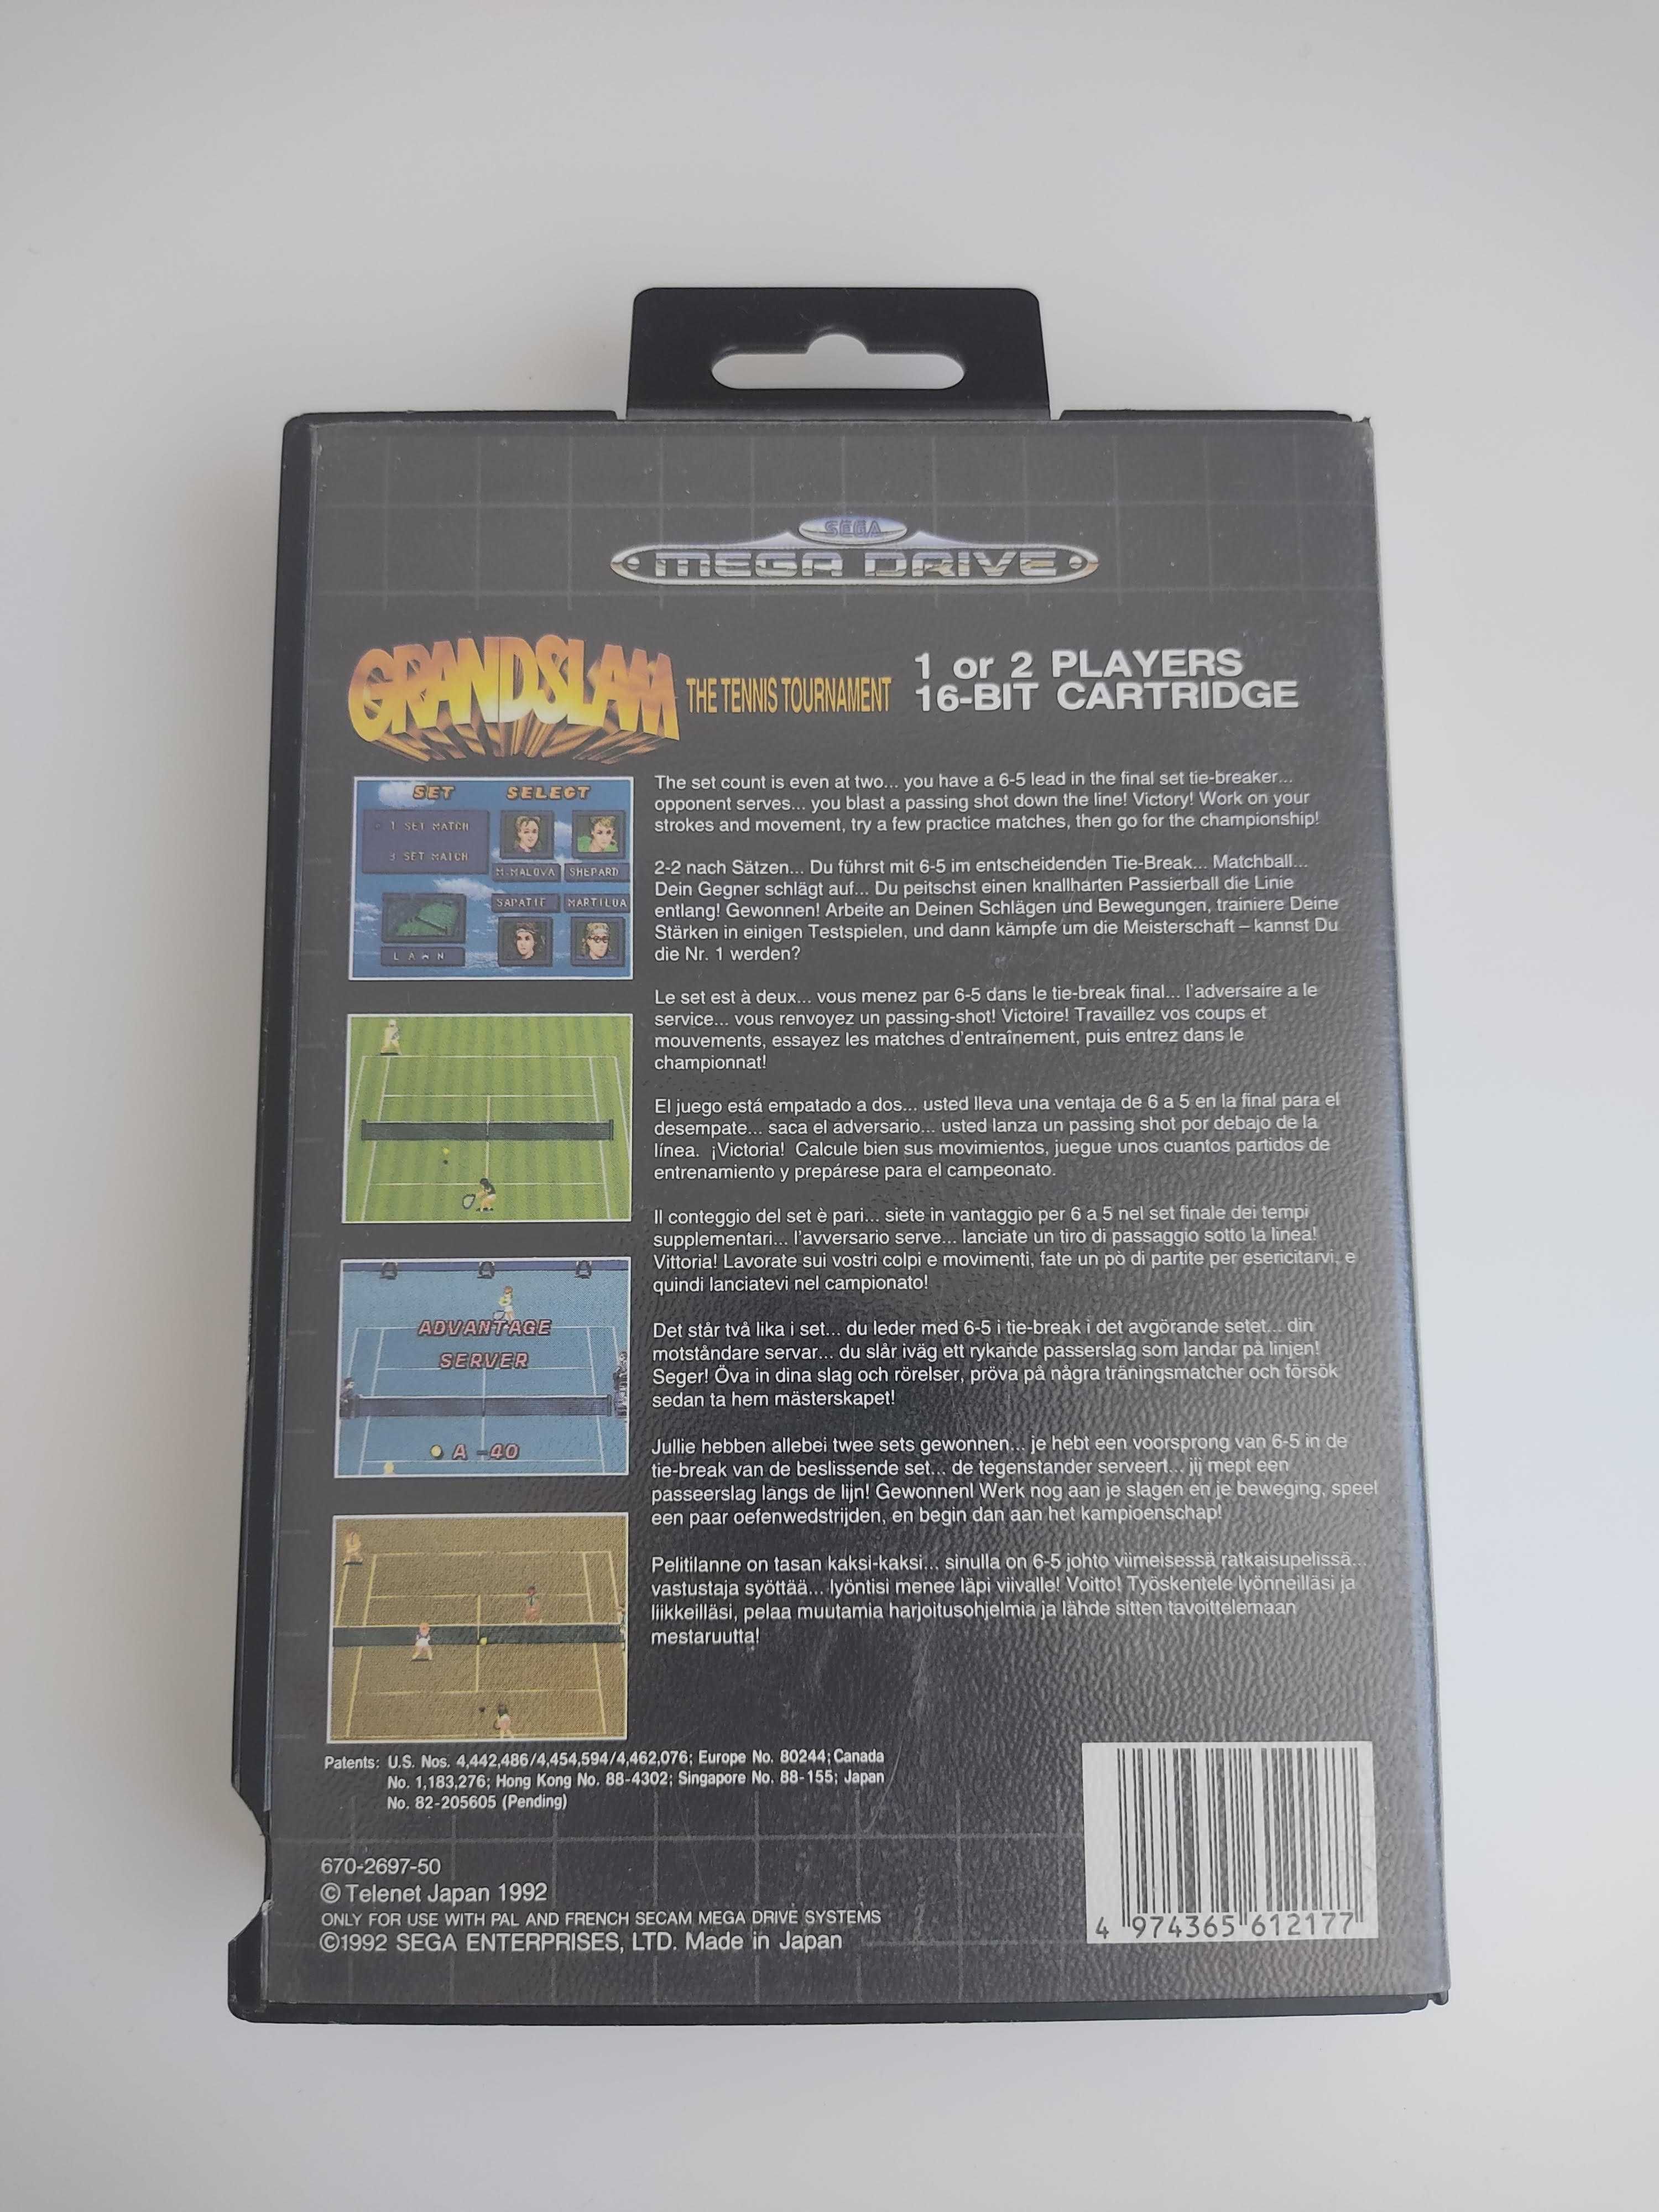 SEGA
MEGA DRIVE
GRANDSLAM
THE TENNIS TOURNAMENT
1 or 2 PLAYERS
16-BIT CARTRIDGE
SET SELECT
1 SET MATCH
3 SET MATCH
M.MALOVA SHEPARD
SAPATIE MARTILOA
LAWN
The set count is even at two... you have a 6-5 lead in the final set tie-breaker...
opponent serves... you blast a passing shot down the line! Victory! Work on your
strokes and movement, try a few practice matches, then go for the championship!
2-2 nach Sätzen... Du führst mit 6-5 im entscheidenden Tie-Break... Matchball...
Dein Gegner schlägt auf... Du peitschst einen knallharten Passierball die Linie
entlang! Gewonnen! Arbeite an Deinen Schlägen und Bewegungen, trainiere Deine
Stärken in einigen Testspielen, und dann kämpfe um die Meisterschaft – kannst Du
die Nr. 1 werden?
Le set est à deux... vous menez par 6-5 dans le tie-break final... l'adversaire a le
service... vous renvoyez un passing-shot! Victoire! Travaillez vos coups et
mouvements, essayez les matches d'entraînement, puis entrez dans le
championnat!
El juego está empatado a dos... usted lleva una ventaja de 6 a 5 en la final para el
desempate... saca el adversario... usted lanza un passing shot por debajo de la
línea. ¡Victoria! Calcule bien sus movimientos, juegue unos cuantos partidos de
entrenamiento y prepárese para el campeonato.
Il conteggio del set è pari... siete in vantaggio per 6 a 5 nel set finale dei tempi
supplementari... l'avversario serve... lanciate un tiro di passaggio sotto la linea!
Vittoria! Lavorate sui vostri colpi e movimenti, fate un pò di partite per esericitarvi, e
quindi lanciatevi nel campionato!
ADVANTAGE
SERVER
A -40
Det står två lika i set... du leder med 6-5 i tie-break i det avgörande setet... din
motståndare servar... du slår iväg ett rykande passerslag som landar på linjen!
Seger! Öva in dina slag och rörelser, pröva på några träningsmatcher och försök
sedan ta hem mästerskapet!
Jullie hebben allebei twee sets gewonnen... je hebt een voorsprong van 6-5 in de
tie-break van de beslissende set... de tegenstander serveert... jij mept een
passeerslag langs de lijn! Gewonnen! Werk nog aan je slagen en je beweging, speel
een paar oefenwedstrijden, en begin dan aan het kampioenschap!
Pelitilanne on tasan kaksi-kaksi... sinulla on 6-5 johto viimeisessä ratkaisupelissä...
vastustaja syöttää... lyöntisi menee läpi viivalle! Voitto! Työskentele lyönneilläsi ja
liikkeilläsi, pelaa muutamia harjoitusohjelmia ja lähde sitten tavoittelemaan
mestaruutta!
Patents: U.S. Nos. 4,442,486/4,454,594/4,462,076; Europe No. 80244; Canada
No. 1,183,276; Hong Kong No. 88-4302; Singapore No. 88-155; Japan
No. 82-205605 (Pending)
670-2697-50
© Telenet Japan 1992
ONLY FOR USE WITH PAL AND FRENCH SECAM MEGA DRIVE SYSTEMS
©1992 SEGA ENTERPRISES, LTD. Made in Japan
4 974365 612177